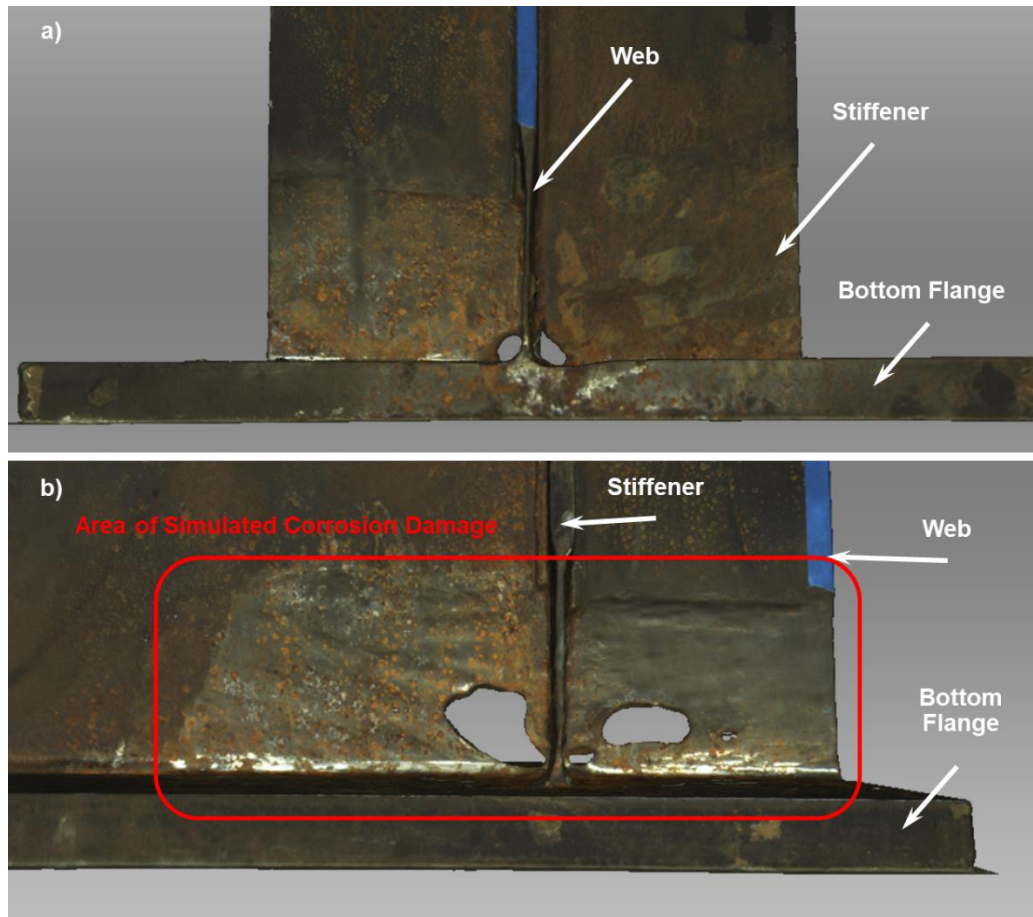 a)
Web
Stiffener
Bottom Flange
b)
Stiffener
Area of Simulated Corrosion Damage
Web
Bottom
Flange